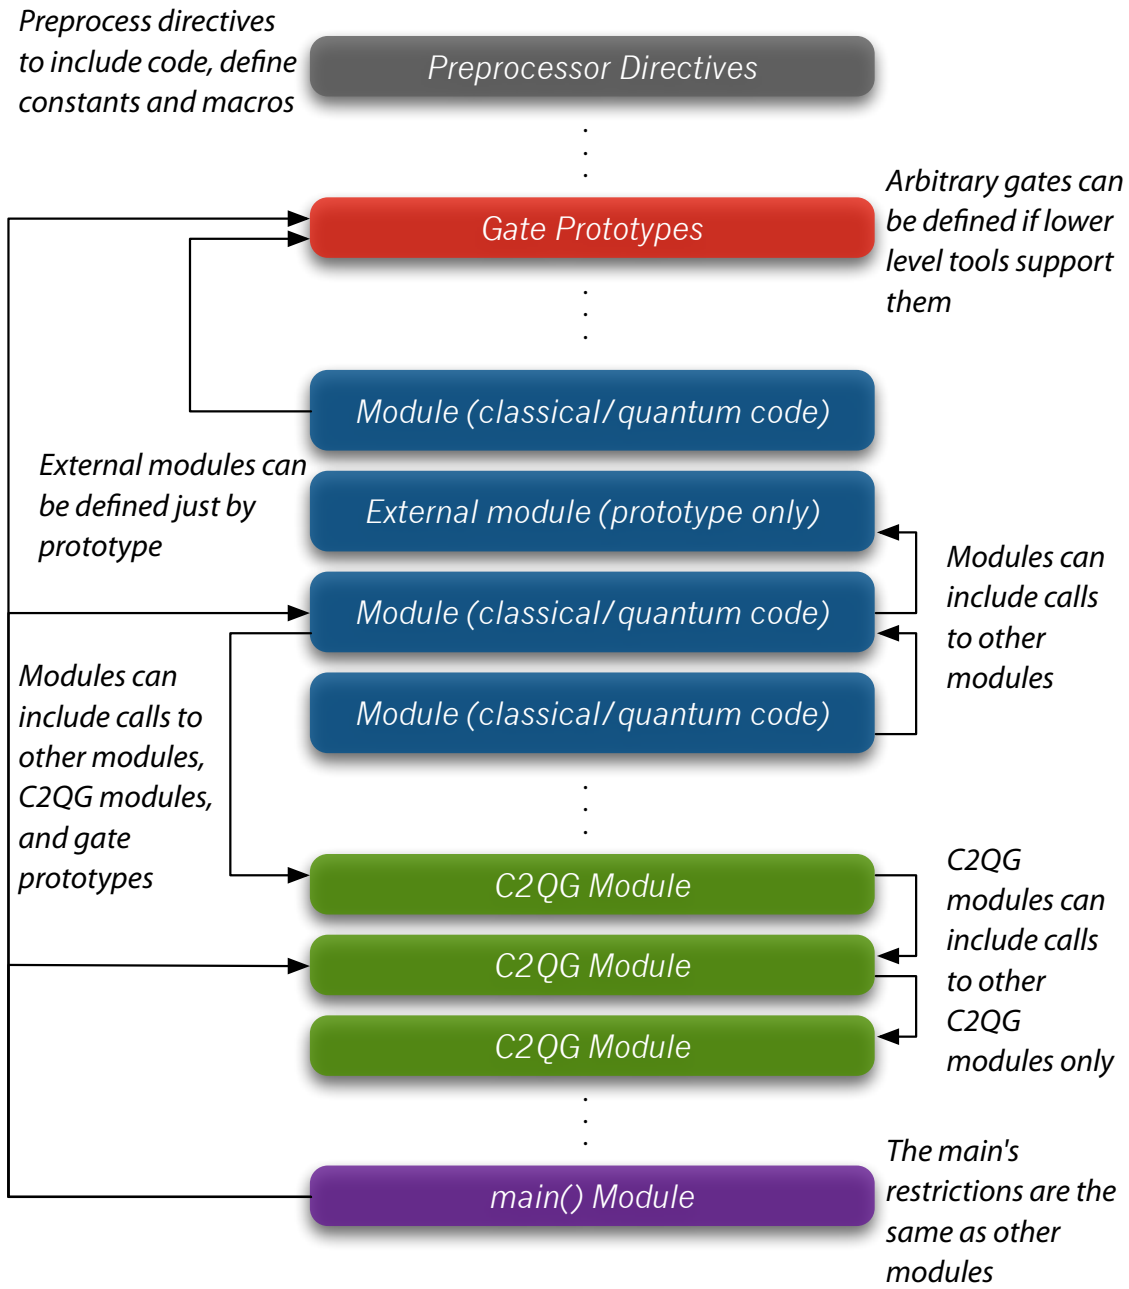 Preprocess directives
to include code, define
constants and macros
Preprocessor Directives
Gate Prototypes
Arbitrary gates can
be defined if lower
level tools support
them
Module (classical/quantum code)
External modules can
be defined just by
prototype
External module (prototype only)
Module (classical/quantum code)
Modules can
include calls
to other
modules
Modules can
include calls to
other modules,
C2QG modules,
and gate
prototypes
Module (classical/quantum code)
C2QG Module
C2QG Module
C2QG Module
C2QG
modules can
include calls
to other
C2QG
modules only
main() Module
The main's
restrictions are the
same as other
modules